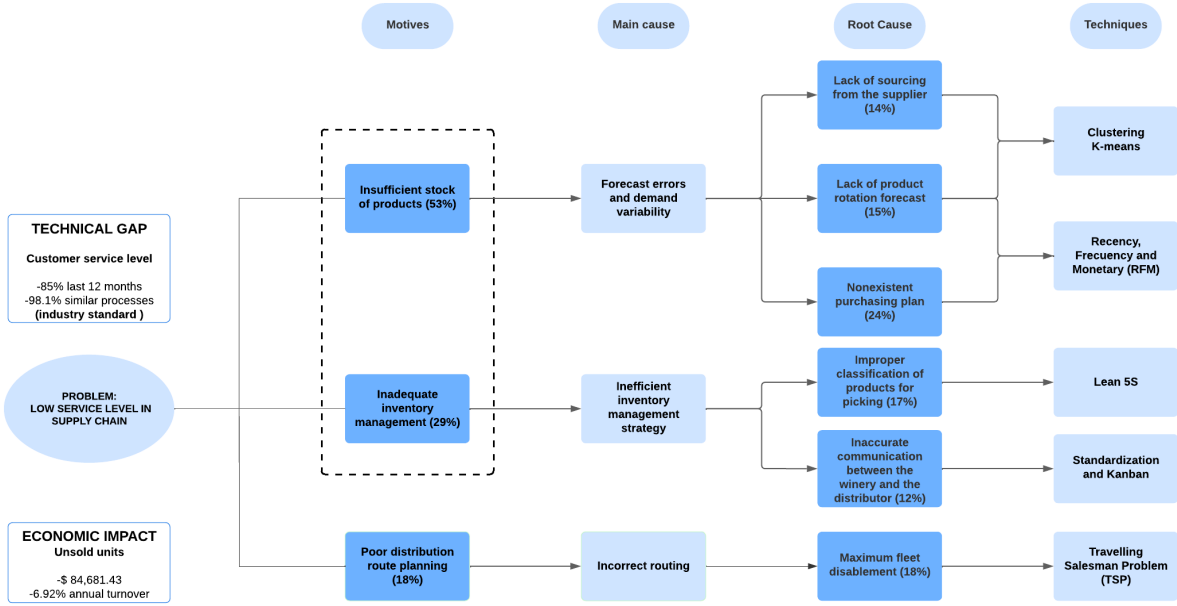 Motives
Main cause
Root Cause
Techniques
Lack of sourcing
from the supplier
(14%)
Clustering
K-means
Insufficient stock
of products (53%)
Forecast errors
and demand
variability
Lack of product
rotation forecast
(15%)
TECHNICAL GAP
Customer service level
-85% last 12 months
-98.1% similar processes
(industry standard )
Recency,
Frecuency and
Monetary (RFM)
Nonexistent
purchasing plan
(24%)
PROBLEM:
LOW SERVICE LEVEL IN
SUPPLY CHAIN
Inadequate
inventory
management (29%)
Inefficient
inventory
management
strategy
Improper
classification of
products for
picking (17%)
Lean 5S
Inaccurate
communication
between the
winery and the
distributor (12%)
Standardization
and Kanban
ECONOMIC IMPACT
Unsold units
-$ 84,681.43
-6.92% annual turnover
Poor distribution
route planning
(18%)
Incorrect routing
Maximum fleet
disablement (18%)
Travelling
Salesman Problem
(TSP)